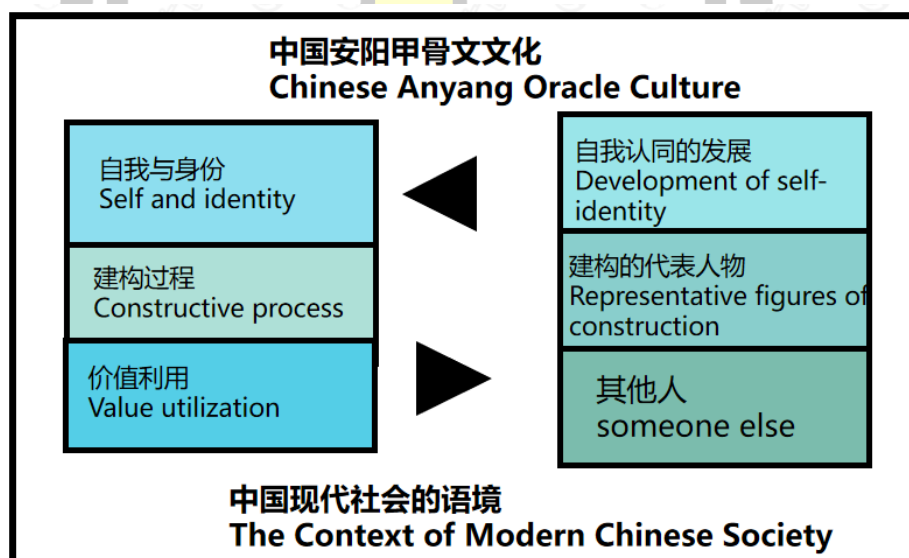 中国安阳甲骨文文化
Chinese Anyang Oracle Culture
自我与身份
Self and identity
建构过程
Constructive process
价值利用
Value utilization
自我认同的发展
Development of self-
identity
建构的代表人物
Representative figures of
construction
其他人
someone else
中国现代社会的语境
The Context of Modern Chinese Society